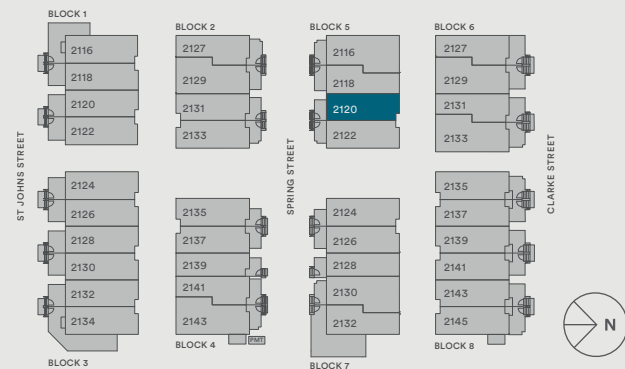 BLOCK 1
2116
2118
2120
2122
BLOCK 2
2127
2129
2131
2133
BLOCK 5
2116
2118
2120
2122
BLOCK 6
2127
2129
2131
2133
ST JOHNS STREET
SPRING STREET
CLARKE STREET
2124
2126
2128
2130
2132
2134
BLOCK 3
2135
2137
2139
2141
2143
BLOCK 4
PMT
2124
2126
2128
2130
2132
BLOCK 7
2135
2137
2139
2141
2143
2145
BLOCK 8
N